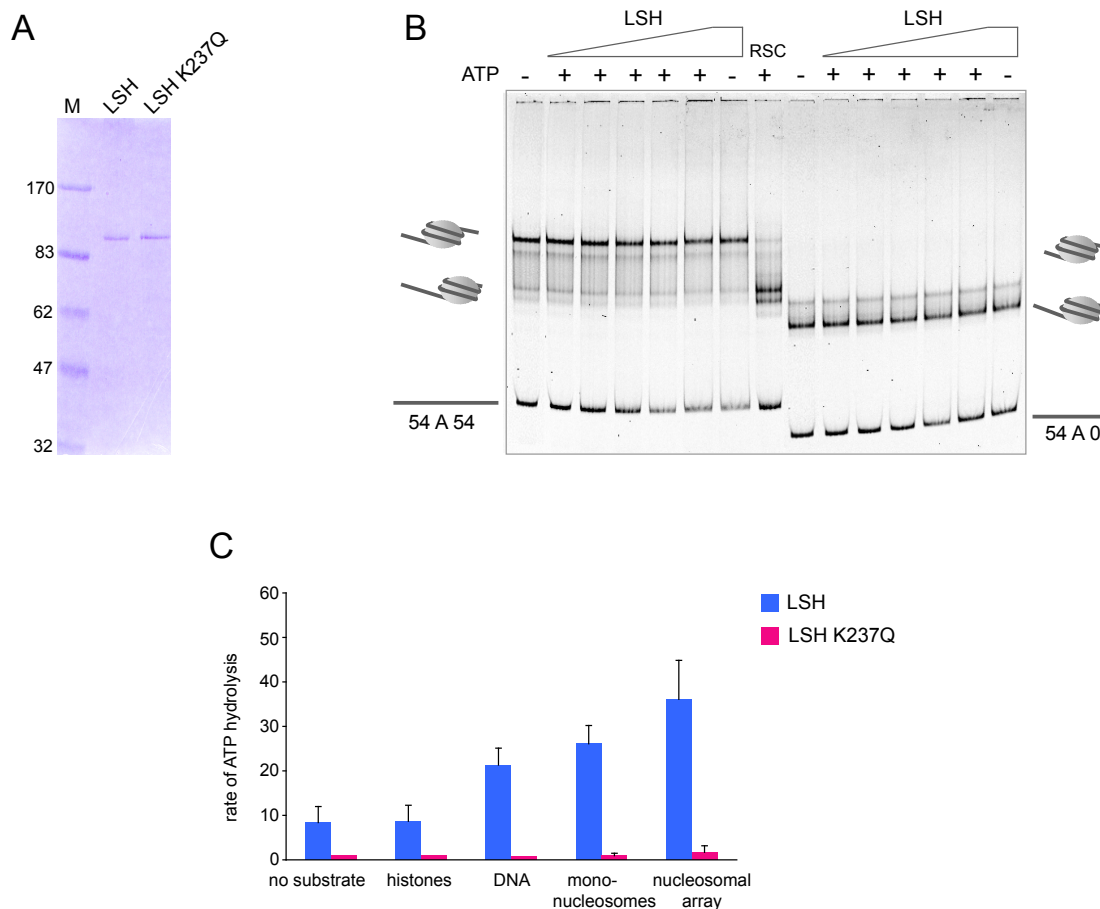 A
M LSH LSH K237Q
170
83
62
47
32
B
LSH LSH
RSC
ATP - + + + + + - + - + + + + + -
54 A 54
54 A 0
C
rate of ATP hydrolysis
60
50
40
30
20
10
0
no substrate histones DNA mono-nucleosomes nucleosomal array
LSH
LSH K237Q